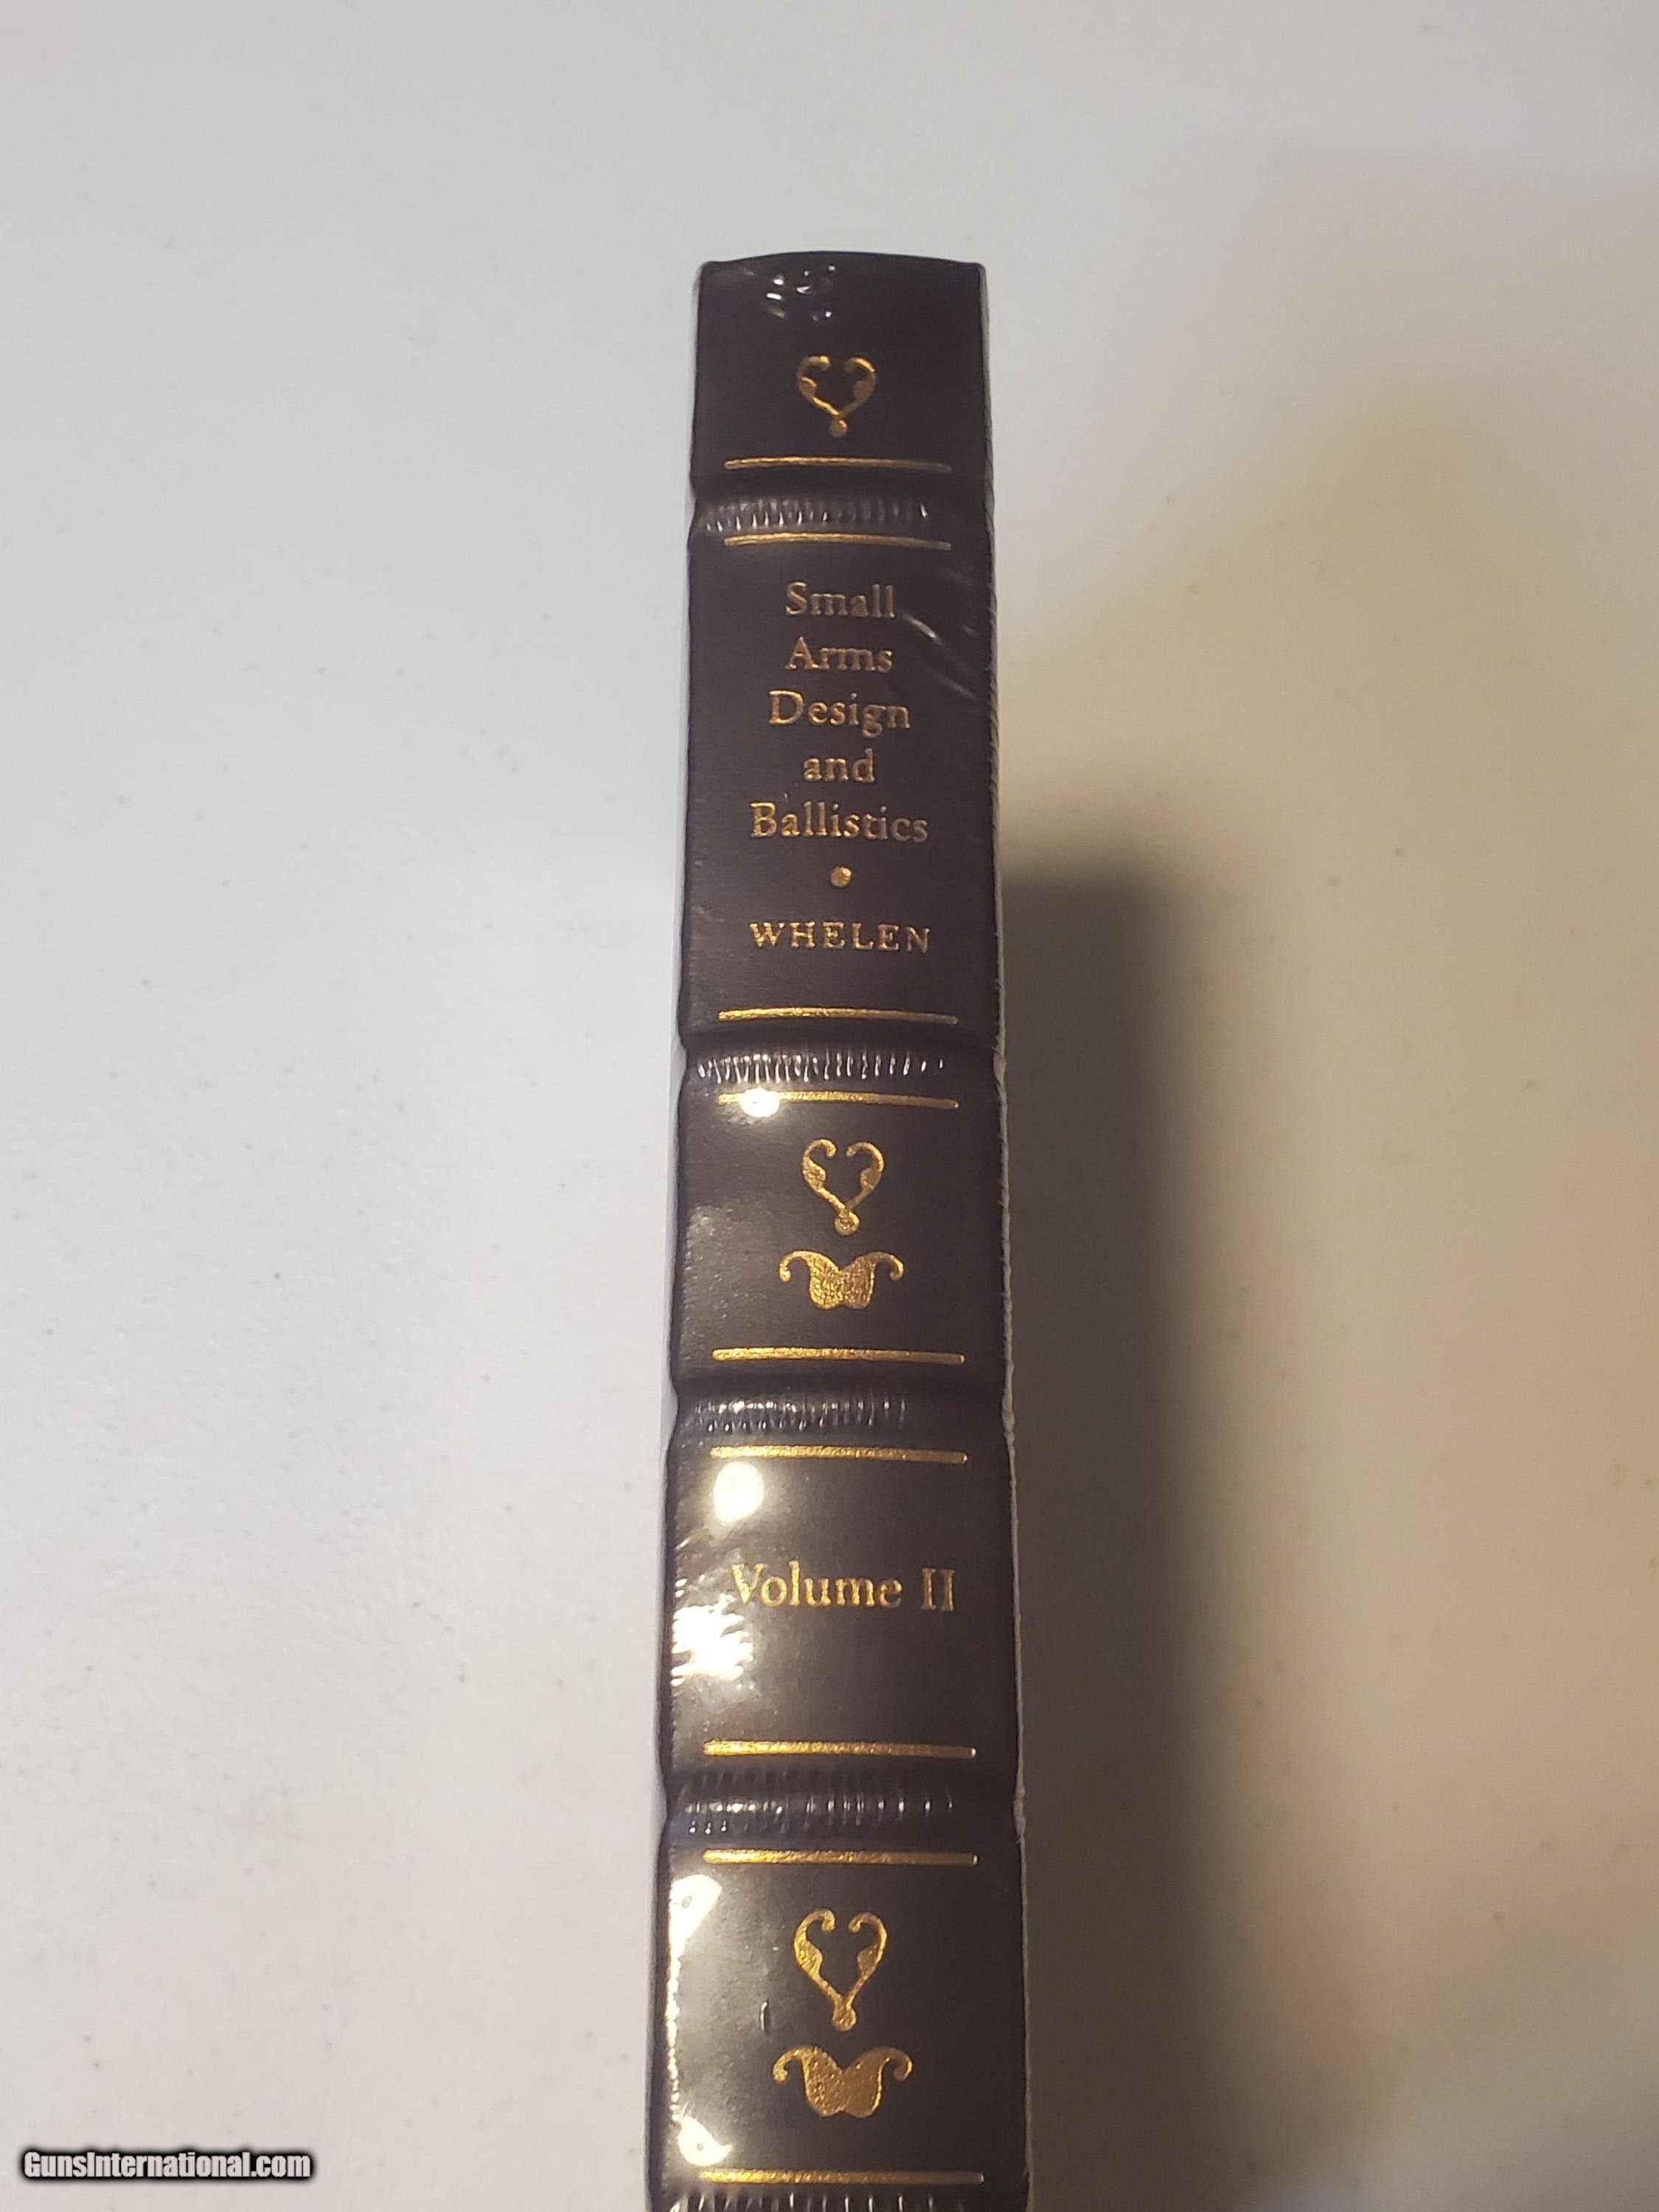 Small
Arms
Design
and
Ballistics
•
WHELEN
Volume II
GunsInternational.com